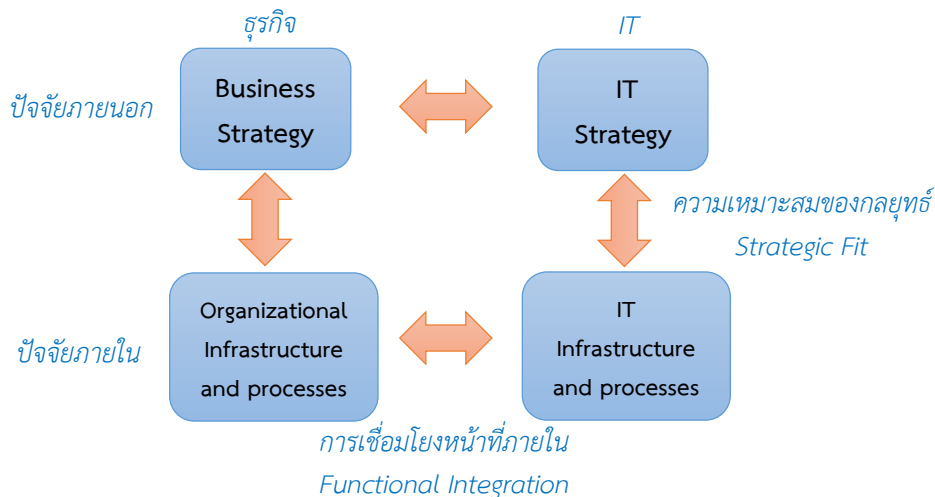 ธุรกิจ
IT
ปัจจัยภายนอก
Business
Strategy
IT
Strategy
ความเหมาะสมของกลยุทธ์
Strategic Fit
ปัจจัยภายใน
Organizational
Infrastructure
and processes
IT
Infrastructure
and processes
การเชื่อมโยงหน้าที่ภายใน
Functional Integration